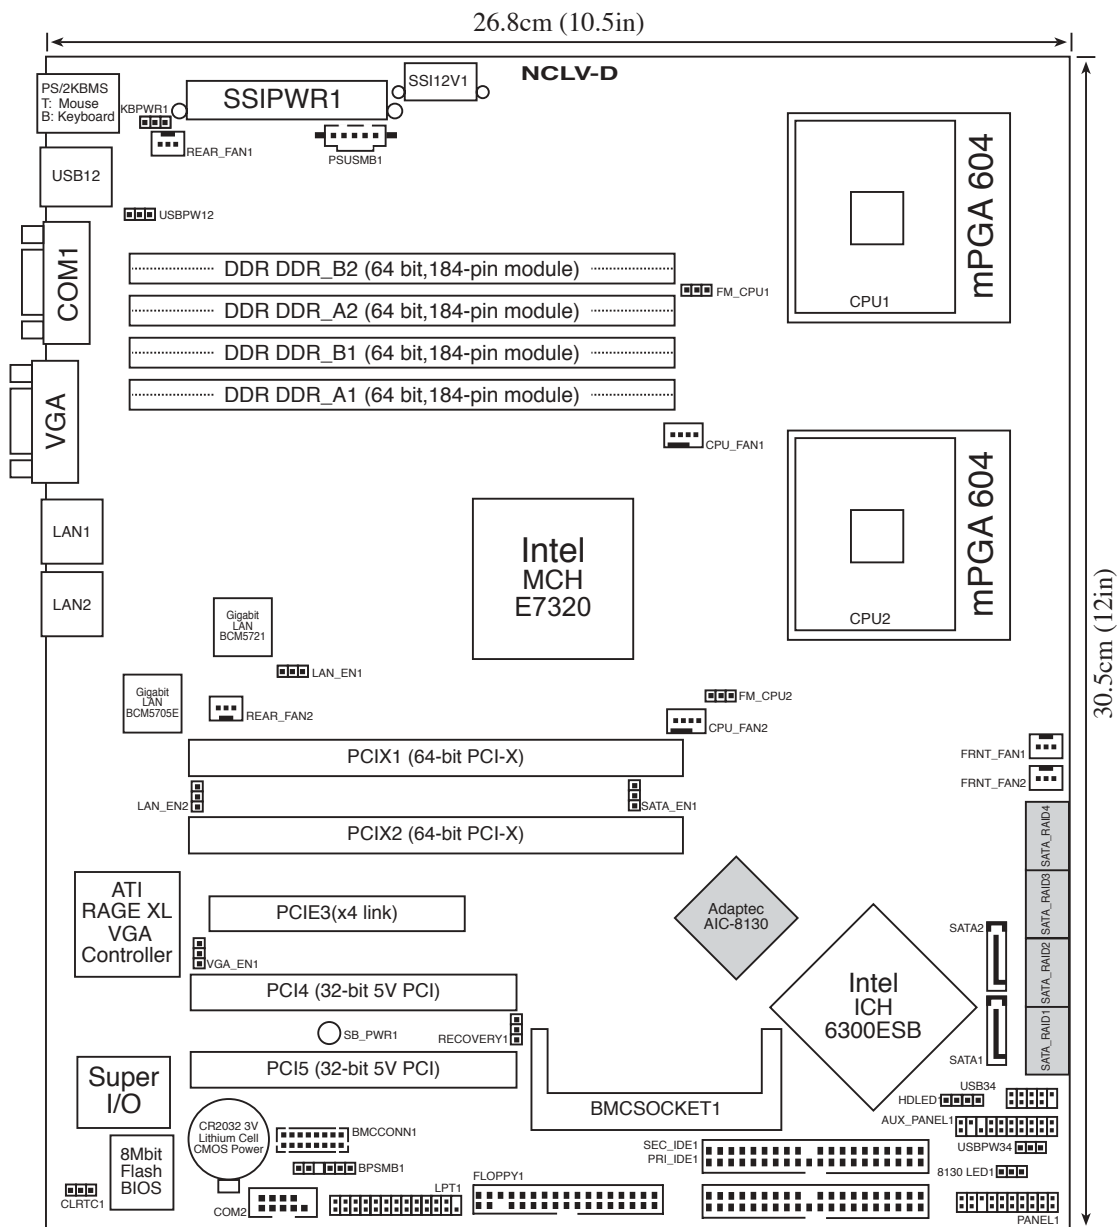 26.8cm (10.5in)
NCLV-D
PS/2KBMS
T: Mouse
B: Keyboard
KBPWR1
SSIPWR1
SSI12V1
REAR_FAN1
PSUSMB1
USB12
USBPW12
mPGA 604
CPU1
COM1
DDR DDR_B2 (64 bit,184-pin module)
FM_CPU1
DDR DDR_A2 (64 bit,184-pin module)
DDR DDR_B1 (64 bit,184-pin module)
DDR DDR_A1 (64 bit,184-pin module)
VGA
CPU_FAN1
mPGA 604
CPU2
LAN1
Intel
MCH
E7320
LAN2
30.5cm (12in)
Gigabit
LAN
BCM5721
LAN_EN1
Gigabit
LAN
BCM5705E
REAR_FAN2
FM_CPU2
CPU_FAN2
PCIX1 (64-bit PCI-X)
FRNT_FAN1
FRNT_FAN2
LAN_EN2
SATA_EN1
PCIX2 (64-bit PCI-X)
SATA_RAID4
SATA_RAID3
SATA_RAID2
SATA_RAID1
ATI
RAGE XL
VGA
Controller
PCIE3(x4 link)
Adaptec
AIC-8130
SATA2
VGA_EN1
PCI4 (32-bit 5V PCI)
Intel
ICH
6300ESB
SB_PWR1
RECOVERY1
SATA1
PCI5 (32-bit 5V PCI)
Super
I/O
BMCSOCKET1
USB34
HDLED1
AUX_PANEL1
CR2032 3V
Lithium Cell
CMOS Power
BMCCONN1
SEC_IDE1
PRI_IDE1
USBPW34
8Mbit
Flash
BIOS
BPSMB1
8130 LED1
FLOPPY1
LPT1
CLRTC1
COM2
PANEL1